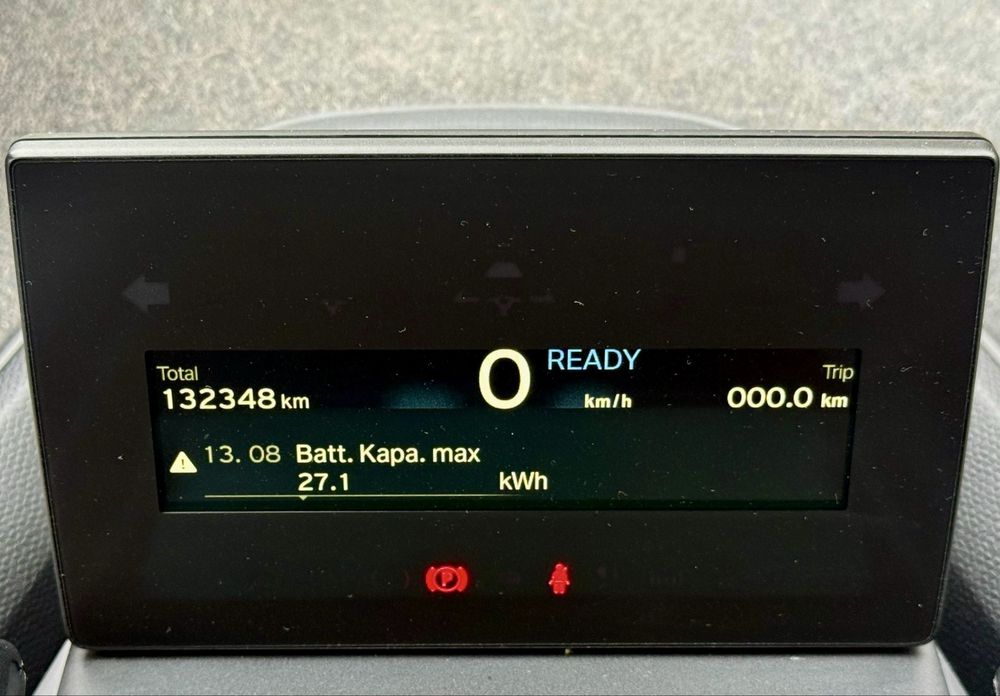 Total
132348 km
0 READY
km/h
Trip
000.0 km
13. 08 Batt. Kapa. max
27.1 kWh
P